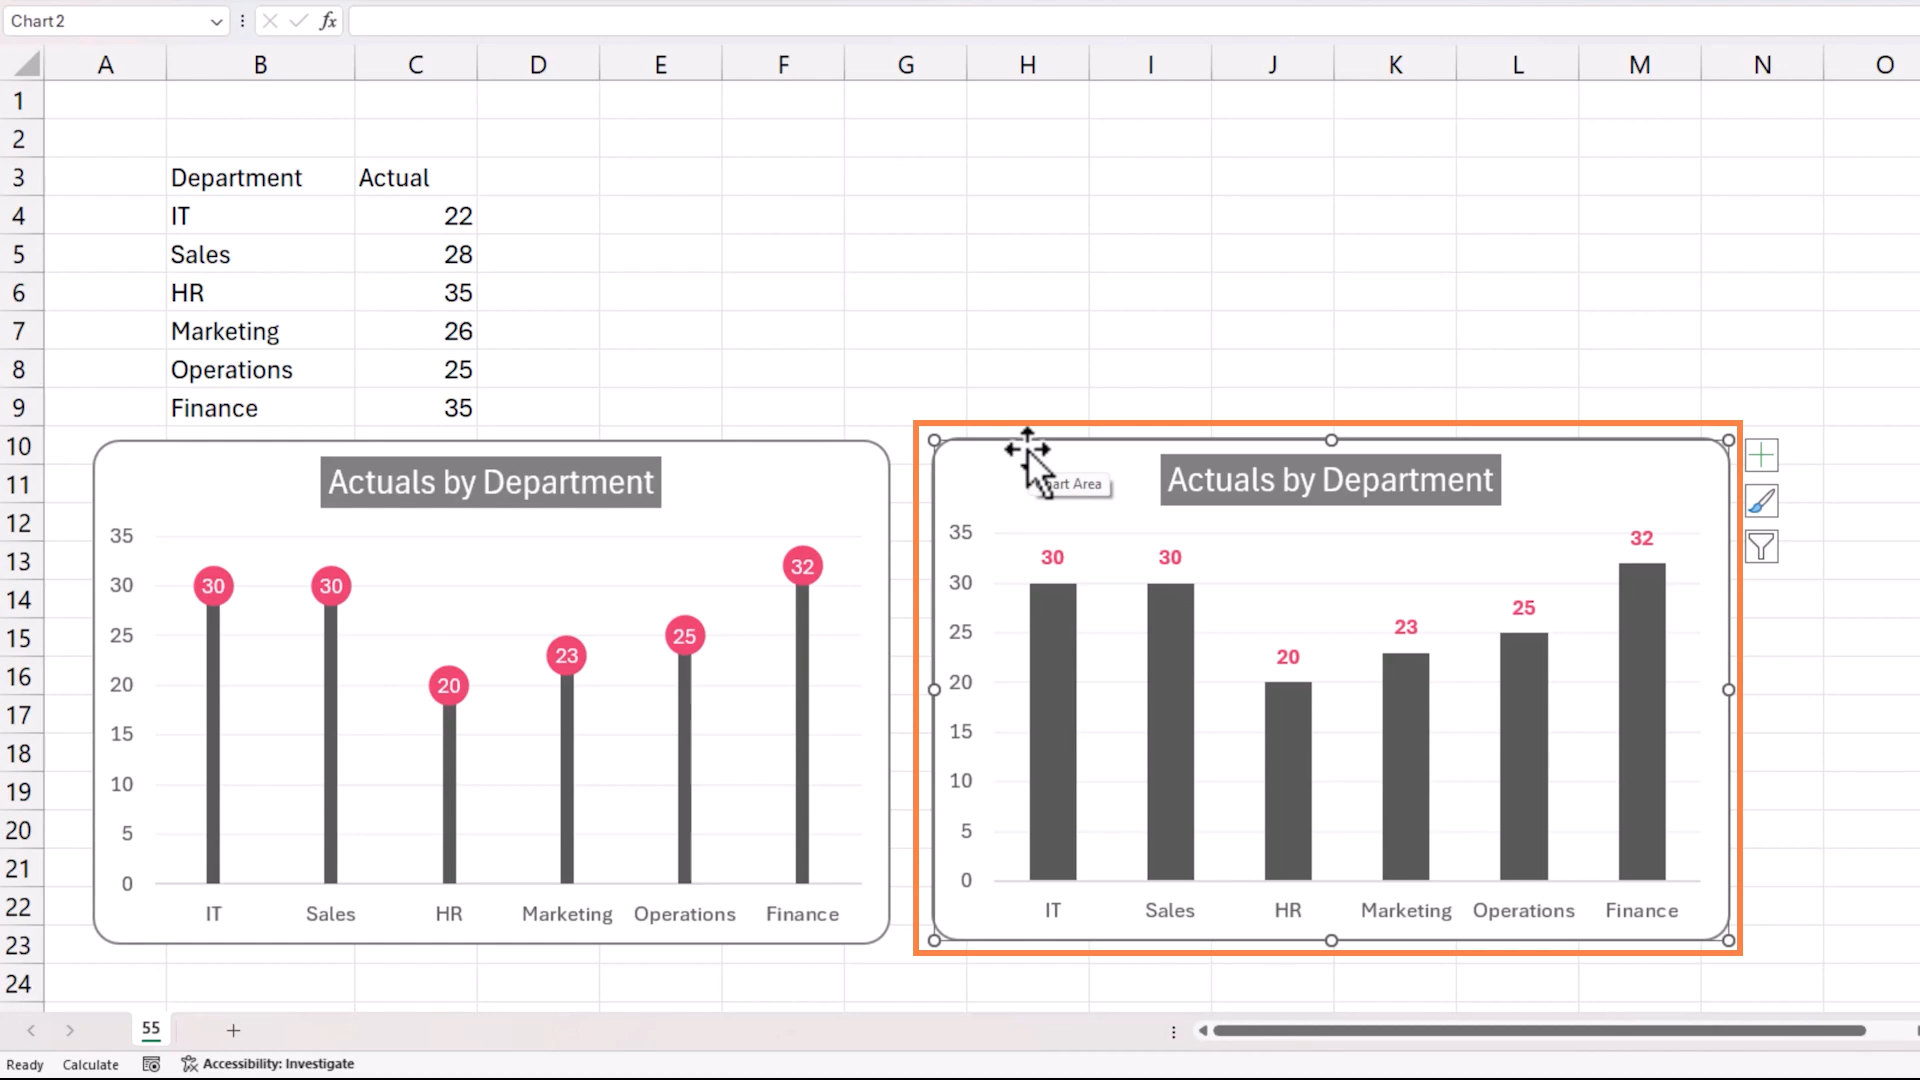 Chart 2
fx
A B C D E F G H I J K L M N O
1
2
3 Department Actual
4 IT 22
5 Sales 28
6 HR 35
7 Marketing 26
8 Operations 25
9 Finance 35
10
11
12
13
14
15
16
17
18
19
20
21
22
23
24
Actuals by Department
35
30
25
20
15
10
5
0
30 30 20 23 25 32
IT Sales HR Marketing Operations Finance
Area
Actuals by Department
35
30
25
20
15
10
5
0
30 30 20 23 25 32
IT Sales HR Marketing Operations Finance
55
Ready Calculate Accessibility: Investigate